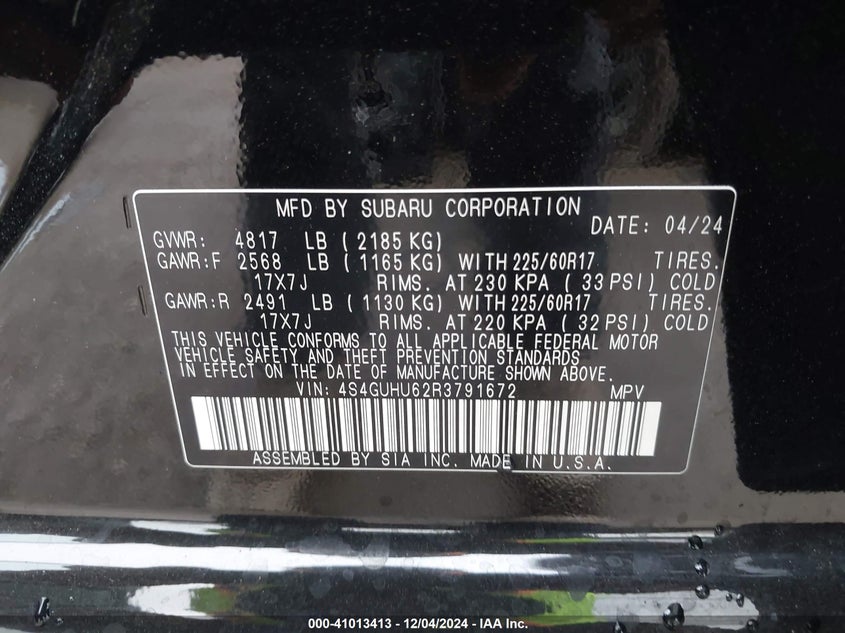 MFD BY SUBARU CORPORATION
DATE: 04/24
GVWR: 4817 LB ( 2185 KG)
GAWR:F 2568 LB ( 1165 KG) WITH 225/60R17 TIRES.
17X7J RIMS. AT 230 KPA ( 33 PSI) COLD
GAWR:R 2491 LB ( 1130 KG) WITH 225/60R17 TIRES.
17X7J RIMS. AT 220 KPA ( 32 PSI) COLD
THIS VEHICLE CONFORMS TO ALL APPLICABLE FEDERAL MOTOR
VEHICLE SAFETY AND THEFT PREVENTION STANDARDS
IN EFFECT ON THE DATE OF MANUFACTURE SHOWN ABOVE.
VIN: 4S4GUHU62R3791672 MPV
ASSEMBLED BY SIA INC. MADE IN U.S.A.
000-41013413 - 12/04/2024 - IAA Inc.